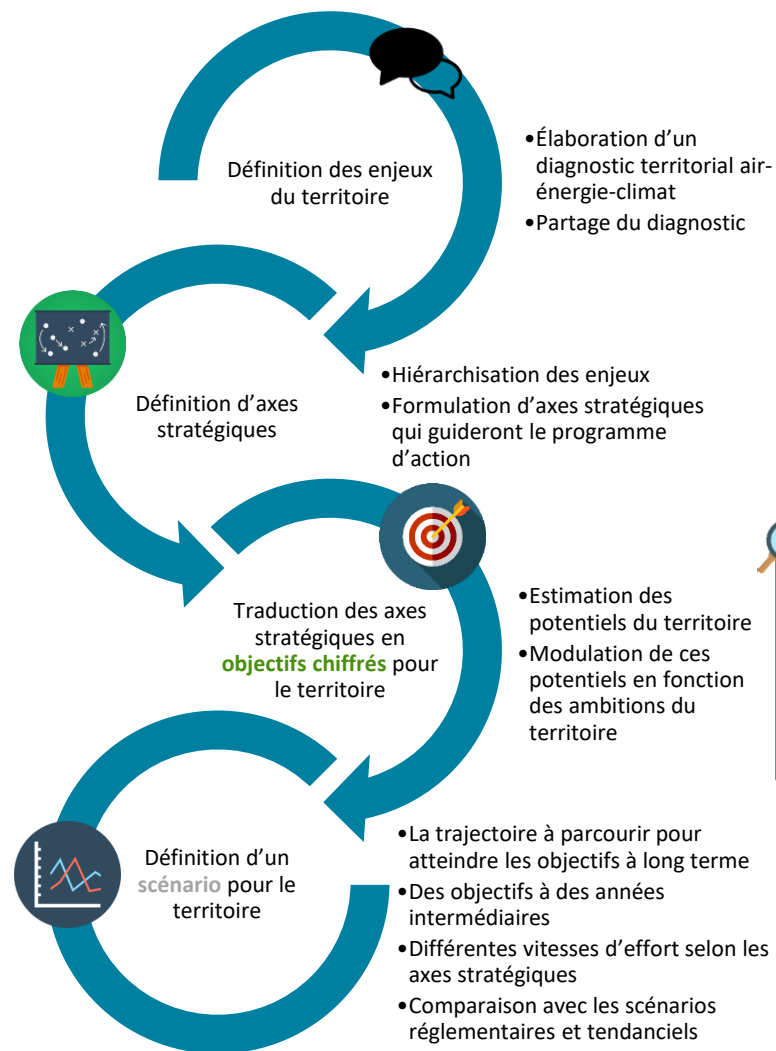 Définition des enjeux
du territoire
•Élaboration d’un
diagnostic territorial air-
énergie-climat
•Partage du diagnostic
Définition d’axes
stratégiques
•Hiérarchisation des enjeux
•Formulation d’axes stratégiques
qui guideront le programme
d’action
Traduction des axes
stratégiques en
objectifs chiffrés pour
le territoire
•Estimation des
potentiels du territoire
•Modulation de ces
potentiels en fonction
des ambitions du
territoire
Définition d’un
scénario pour le
territoire
•La trajectoire à parcourir pour
atteindre les objectifs à long terme
•Des objectifs à des années
intermédiaires
•Différentes vitesses d’effort selon les
axes stratégiques
•Comparaison avec les scénarios
réglementaires et tendanciels